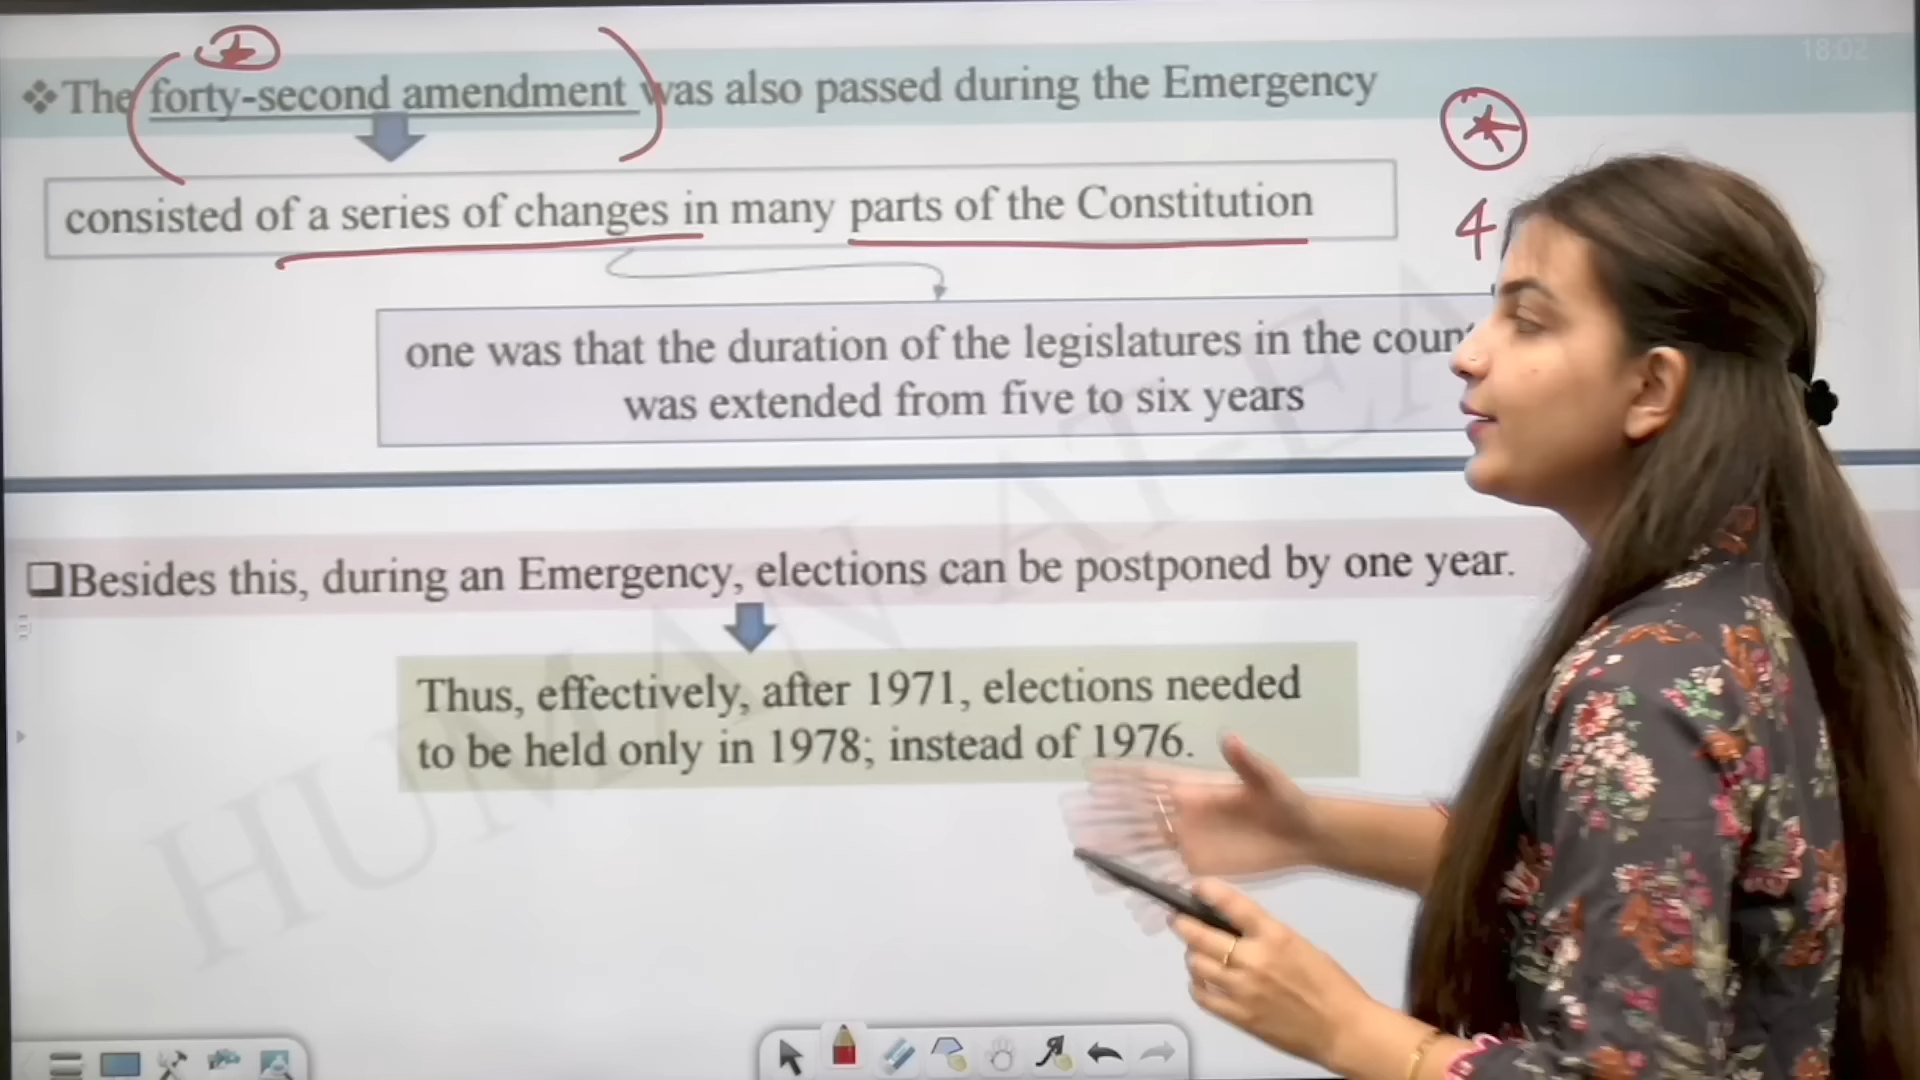 18:02
❖The forty-second amendment was also passed during the Emergency
consisted of a series of changes in many parts of the Constitution
4
one was that the duration of the legislatures in the
was extended from five to six years
❑Besides this, during an Emergency, elections can be postponed by one year.
Thus, effectively, after 1971, elections needed
to be held only in 1978; instead of 1976.